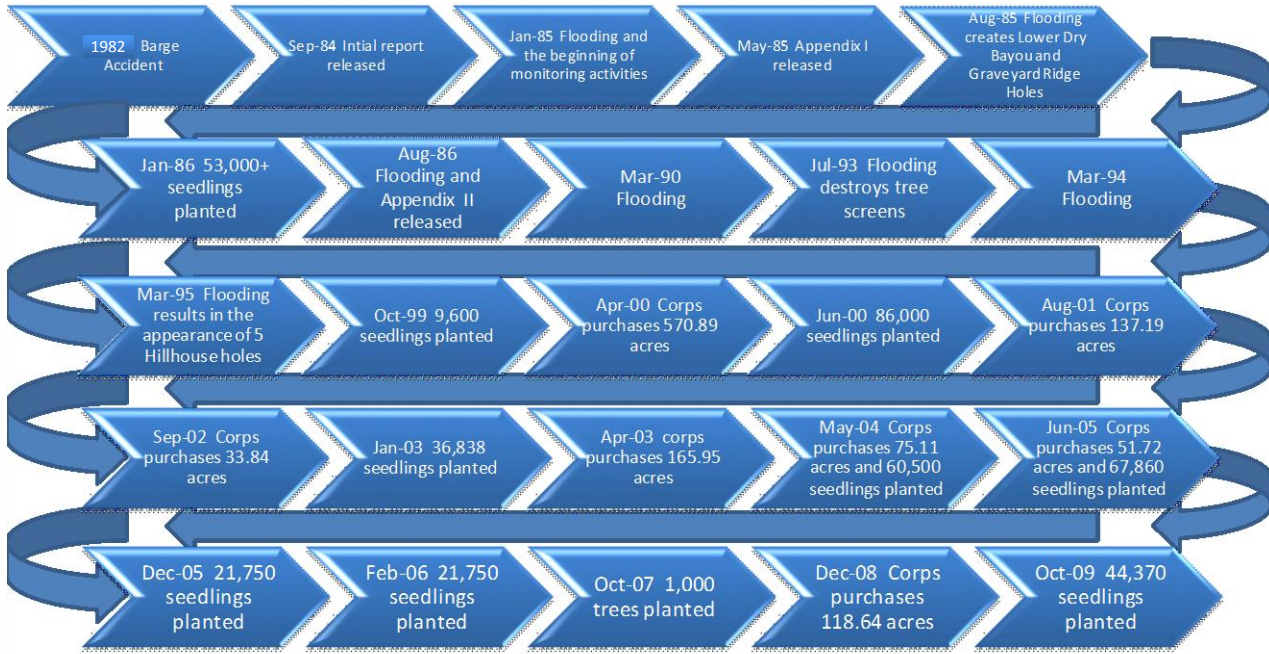 1982 Barge
Accident
Sep-84 Intial report
released
Jan-85 Flooding and
the beginning of
monitoring activities
May-85 Appendix I
released
Aug-85 Flooding
creates Lower Dry
Bayou and
Graveyard Ridge
Holes
Jan-86 53,000+
seedlings
planted
Aug-86
Flooding and
Appendix II
released
Mar-90
Flooding
Jul-93 Flooding
destroys tree
screens
Mar-94
Flooding
Mar-95 Flooding
results in the
appearance of 5
Hillhouse holes
Oct-99 9,600
seedlings planted
Apr-00 Corps
purchases 570.89
acres
Jun-00 86,000
seedlings planted
Aug-01 Corps
purchases 137.19
acres
Sep-02 Corps
purchases 33.84
acres
Jan-03 36,838
seedlings planted
Apr-03 corps
purchases 165.95
acres
May-04 Corps
purchases 75.11
acres and 60,500
seedlings planted
Jun-05 Corps
purchases 51.72
acres and 67,860
seedlings planted
Dec-05 21,750
seedlings
planted
Feb-06 21,750
seedlings
planted
Oct-07 1,000
trees planted
Dec-08 Corps
purchases
118.64 acres
Oct-09 44,370
seedlings
planted